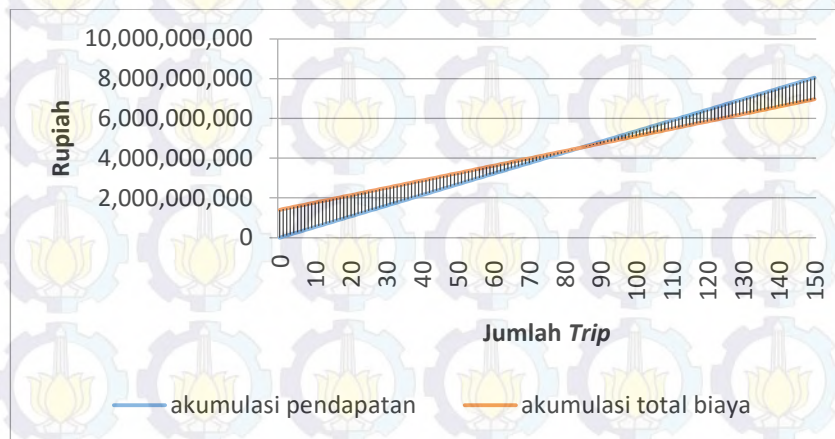 10,000,000,000
8,000,000,000
6,000,000,000
4,000,000,000
2,000,000,000
0
Rupiah
0 10 20 30 40 50 60 70 80 90 100 110 120 130 140 150
Jumlah Trip
akumulasi pendapatan akumulasi total biaya